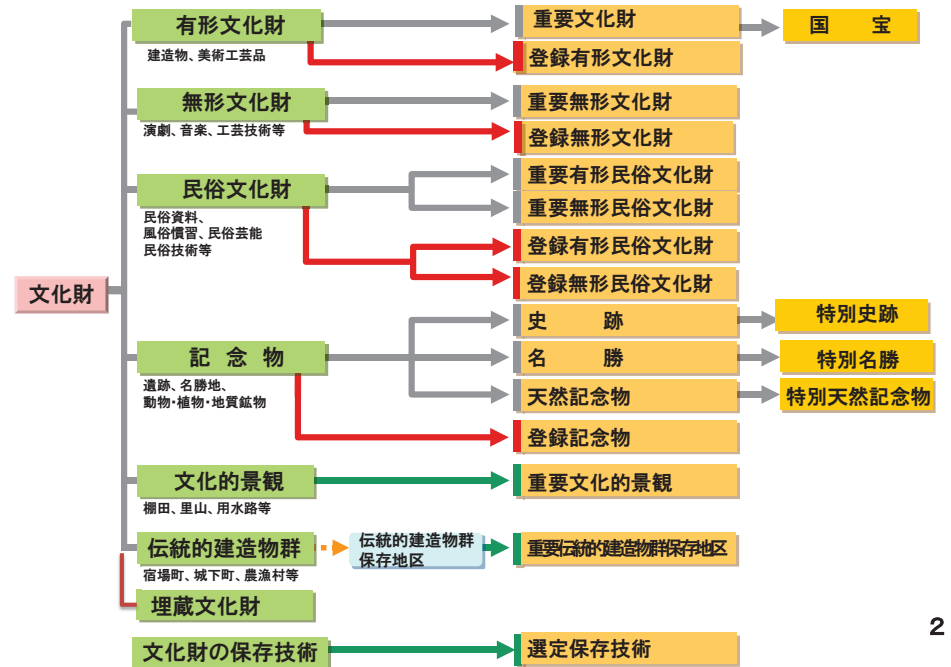 有形文化財
重要文化財
国　宝
建造物、美術工芸品
登録有形文化財
無形文化財
重要無形文化財
演劇、音楽、工芸技術等
登録無形文化財
民俗文化財
重要有形民俗文化財
重要無形民俗文化財
民俗資料、
風俗慣習、民俗芸能
民俗技術等
登録有形民俗文化財
登録無形民俗文化財
文化財
史　跡
特別史跡
記念物
名　勝
特別名勝
遺跡、名勝地、
動物・植物・地質鉱物
天然記念物
特別天然記念物
登録記念物
文化的景観
重要文化的景観
棚田、里山、用水路等
伝統的建造物群
伝統的建造物群
保存地区
重要伝統的建造物群保存地区
宿場町、城下町、農漁村等
埋蔵文化財
文化財の保存技術
選定保存技術
2